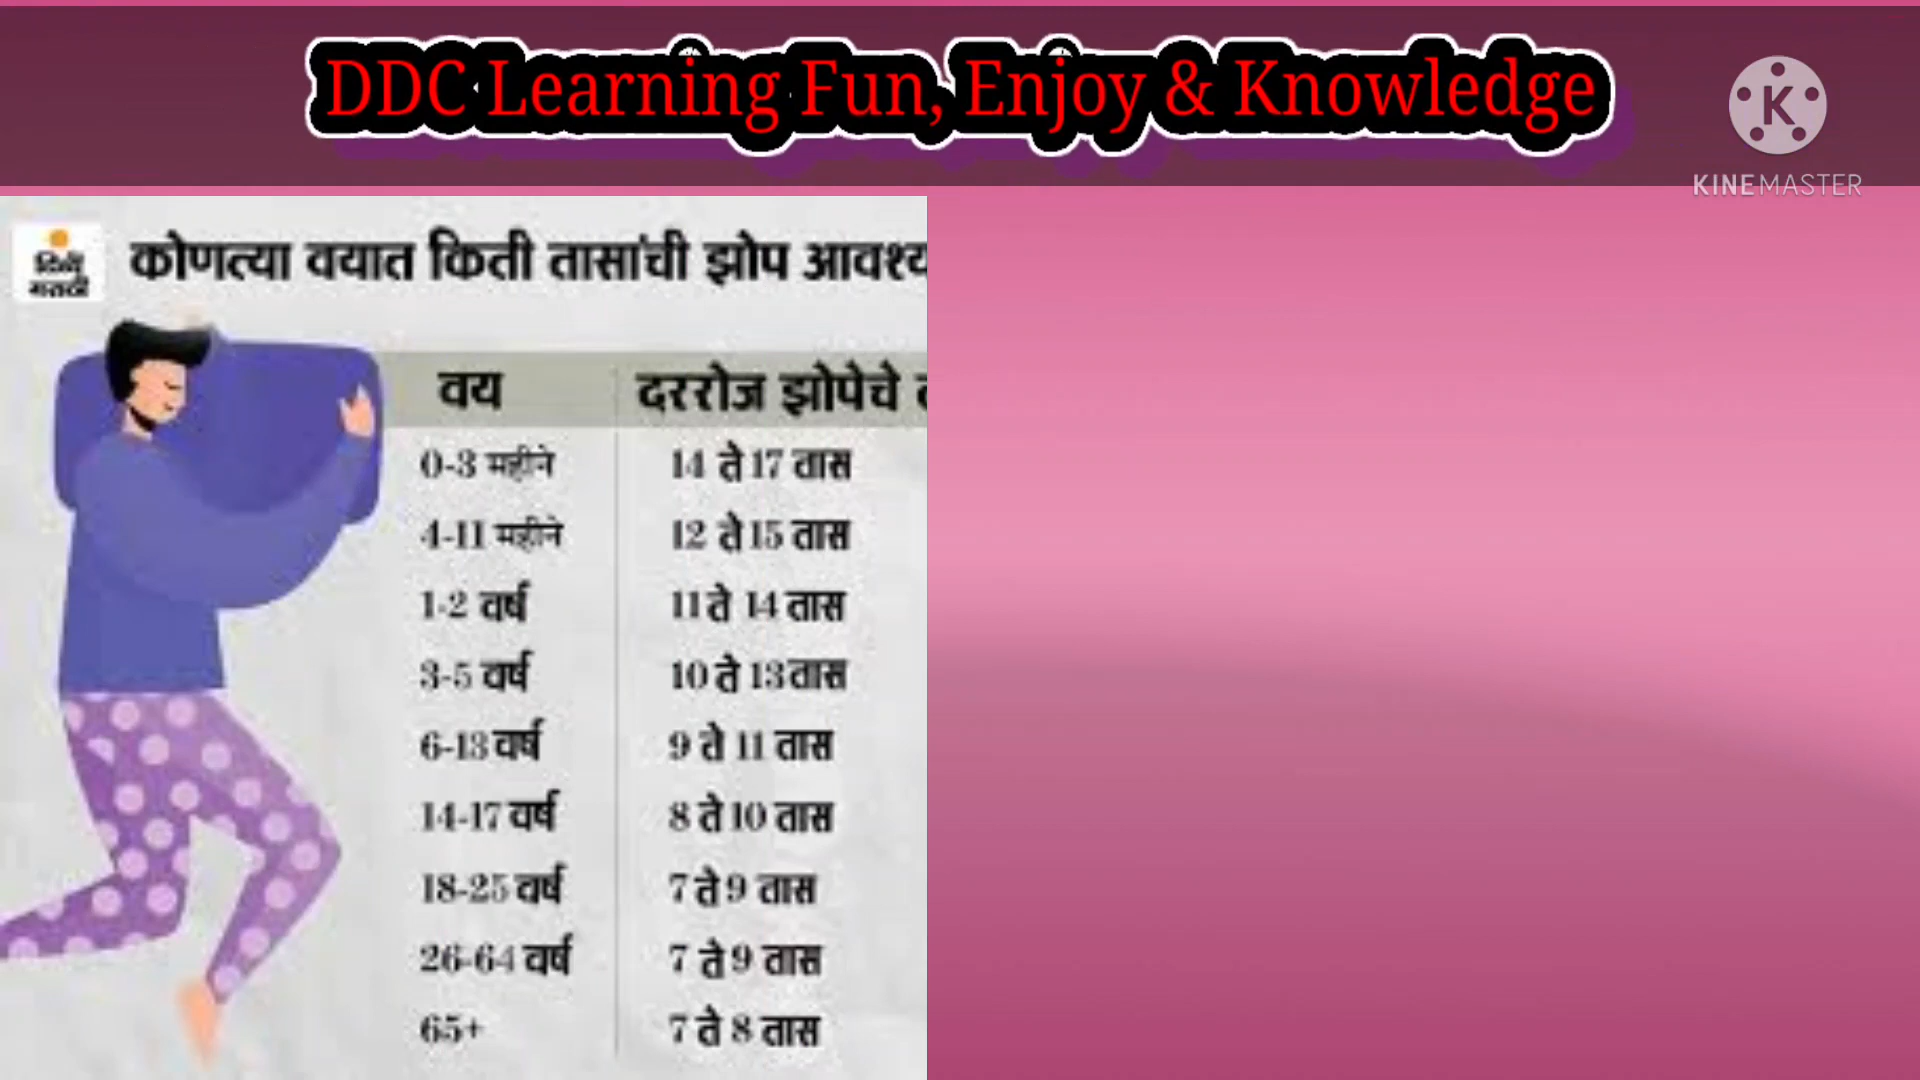 DDC Learning Fun, Enjoy & Knowledge
K
KINEMASTER
मराठी
कोणत्या वयात किती तासांची झोप
वय दररोज झोपेचे
0-3 महीने 14 ते 17 तास
4-11 महीने 12 ते 15 तास
1-2 वर्ष 11 ते 14 तास
3-5 वर्ष 10 ते 13 तास
6-13 वर्ष 9 ते 11 तास
14-17 वर्ष 8 ते 10 तास
18-25 वर्ष 7 ते 9 तास
26-64 वर्ष 7 ते 9 तास
65+ 7 ते 8 तास